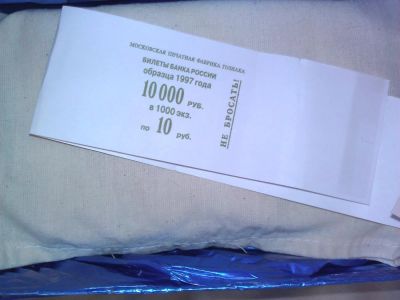 МОСКОВСКАЯ ПЕЧАТНАЯ ФАБРИКА ГОЗНАКА
БИЛЕТЫ БАНКА РОССИИ
образца 1997 года
10 000 РУБ.
в 1000 экз.
по 10 руб.
НЕ БРОСАТЬ!